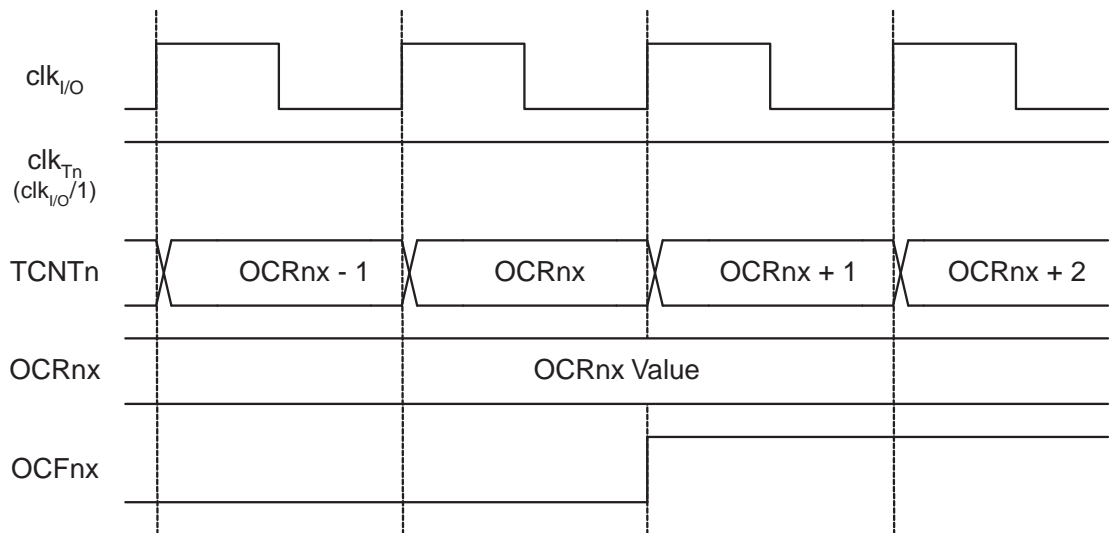 clkI/O
clkTn
(clkI/O/1)
TCNTn OCRnx - 1 OCRnx OCRnx + 1 OCRnx + 2
OCRnx OCRnx Value
OCFnx